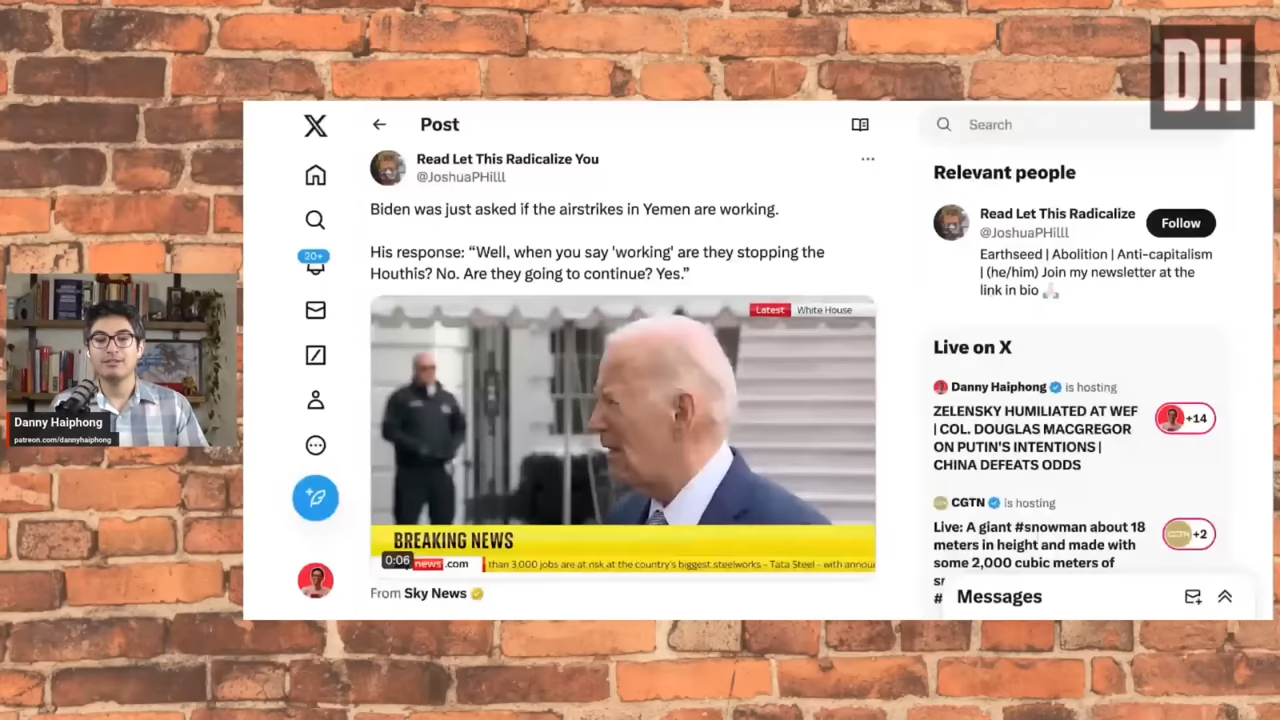 DH
Post
Search
Read Let This Radicalize You
@JoshuaPHilll
Biden was just asked if the airstrikes in Yemen are working.
His response: “Well, when you say 'working' are they stopping the
Houthis? No. Are they going to continue? Yes.”
20+
Latest White House
BREAKING NEWS
0:06
news.com
than 3,000 jobs are at risk at the country's biggest steelworks - Tata Steel - with
From Sky News
Relevant people
Read Let This Radicalize
@JoshuaPHilll
Follow
Earthseed | Abolition | Anti-capitalism
| (he/him) Join my newsletter at the
link in bio
Live on X
Danny Haiphong is hosting
ZELENSKY HUMILIATED AT WEF
| COL. DOUGLAS MACGREGOR
ON PUTIN'S INTENTIONS |
CHINA DEFEATS ODDS
+14
CGTN is hosting
Live: A giant #snowman about 18
meters in height and made with
some 2,000 cubic meters of
+2
#
Messages
Danny Haiphong
patreon.com/dannyhaiphong